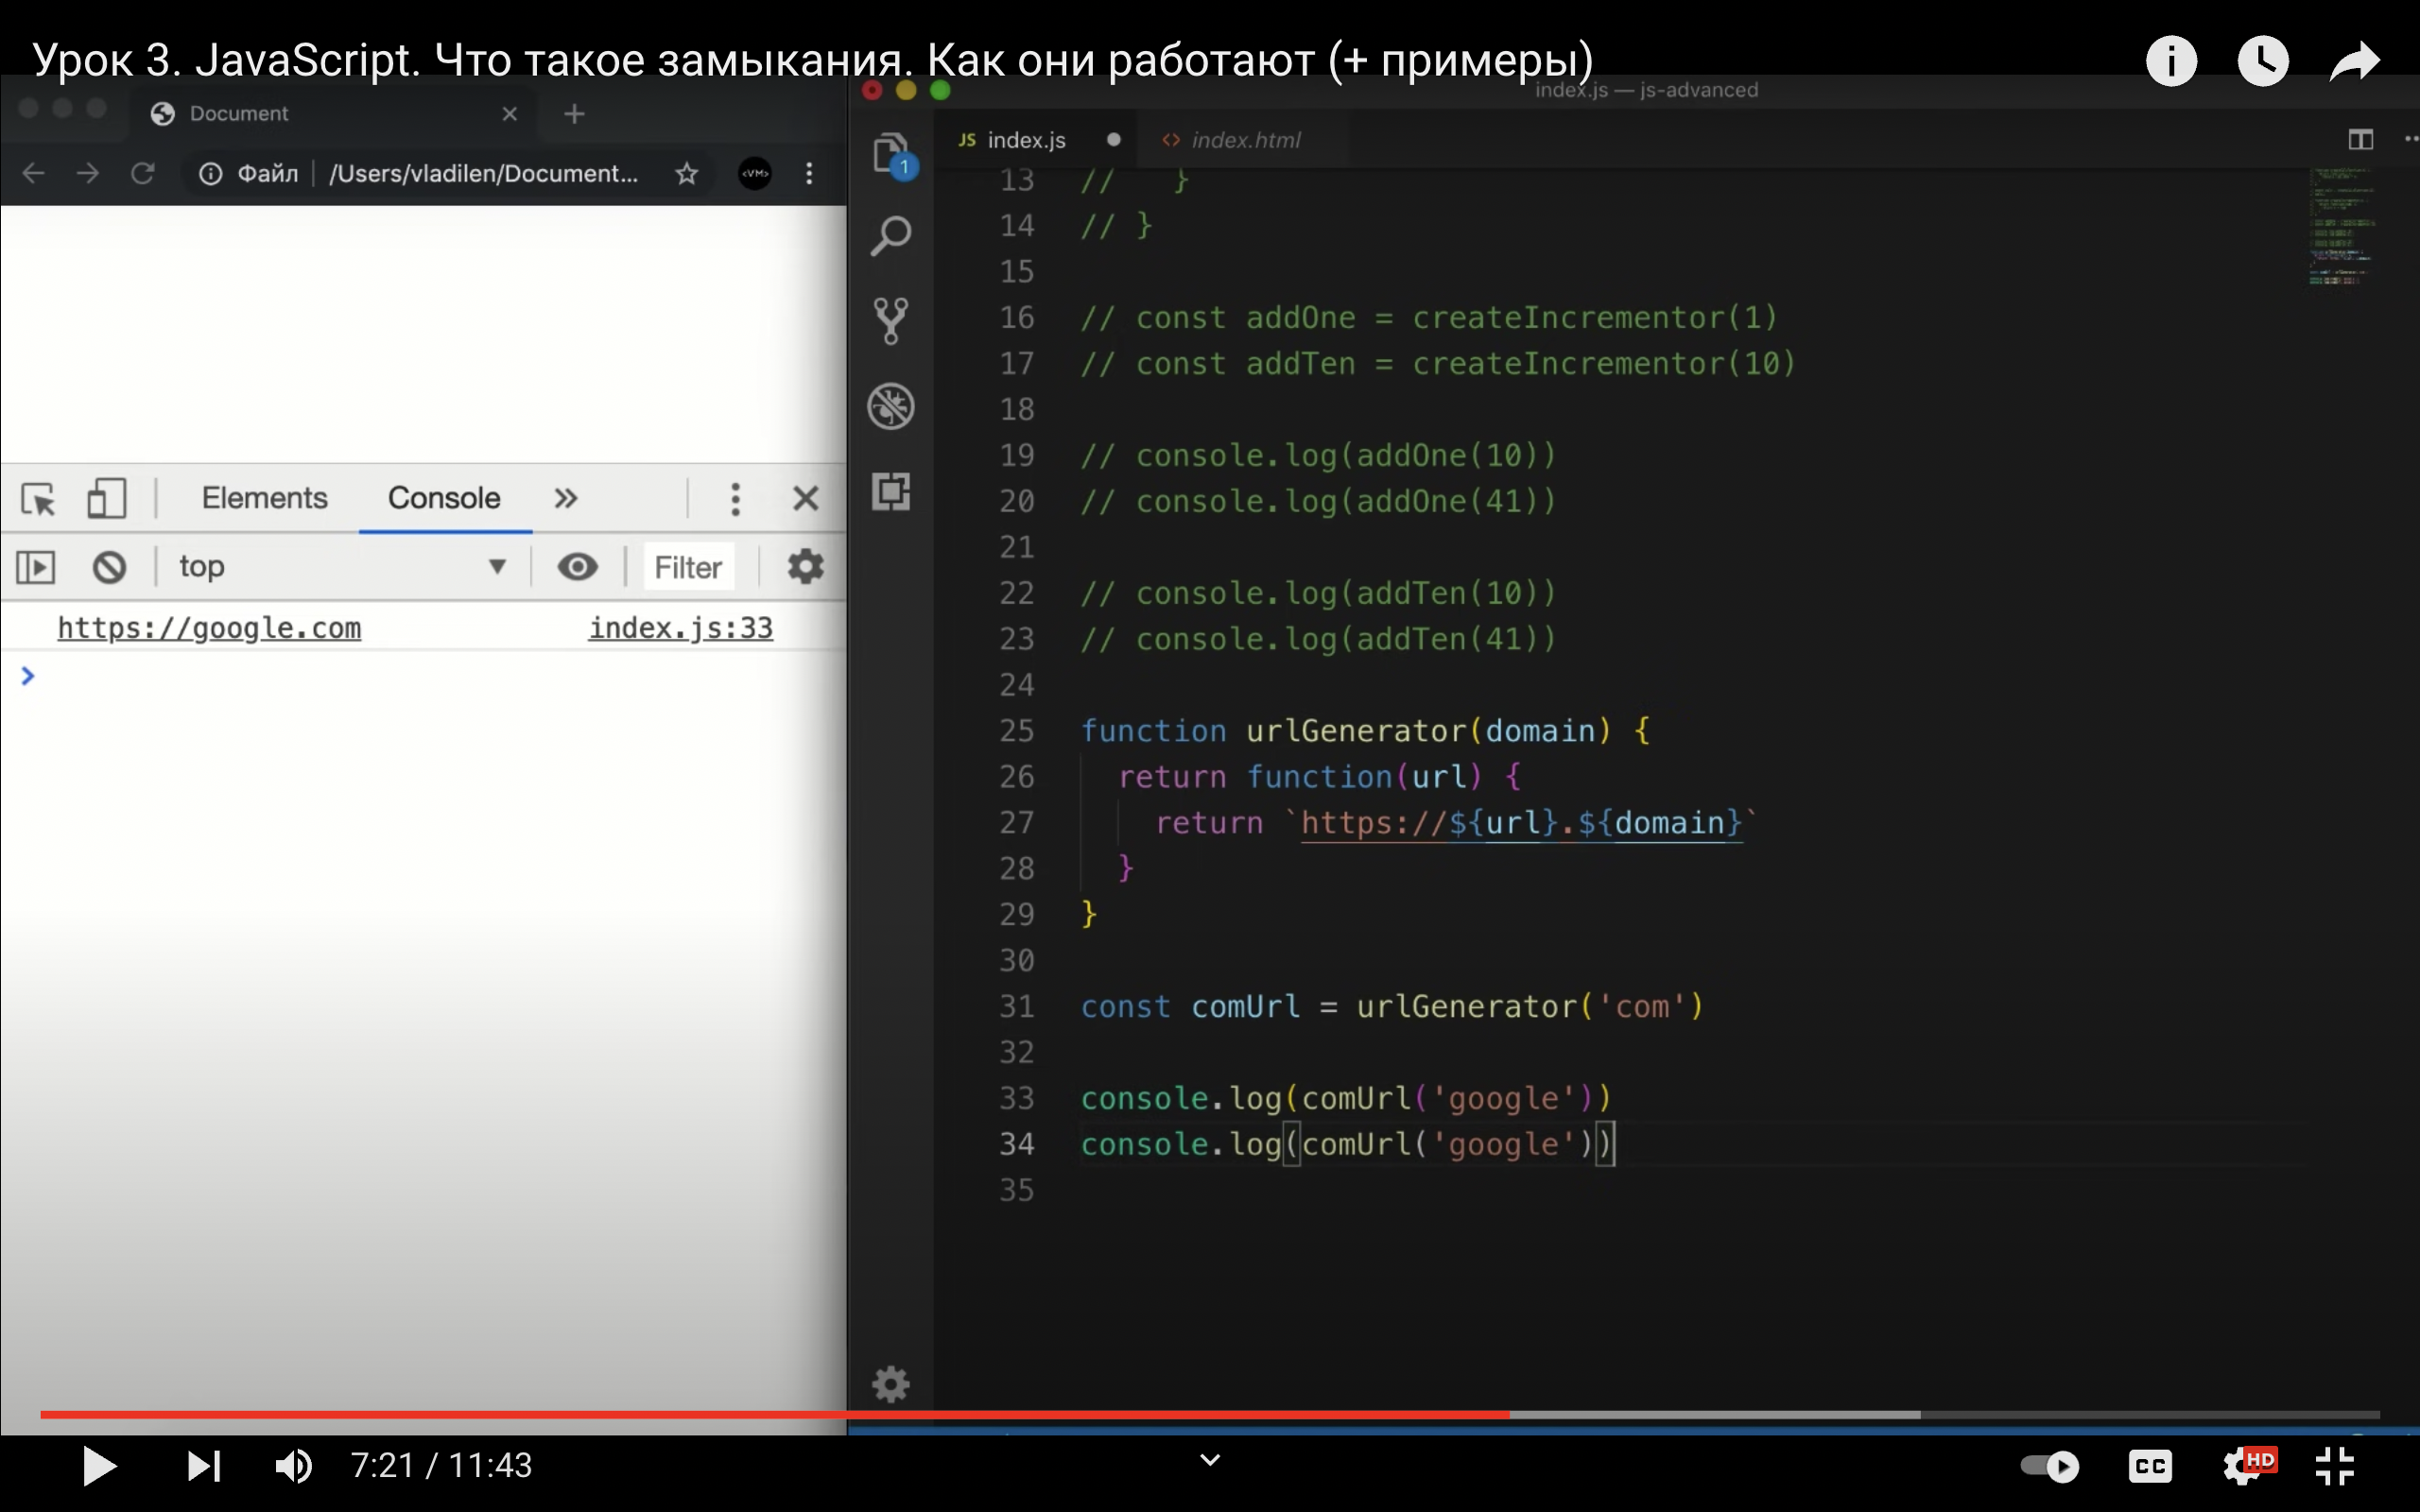 Урок 3. JavaScript. Что такое замыкания. Как они работают (+ примеры)
Document
Файл | /Users/vladilen/Document...
<VM>
Elements
Console
top
Filter
https://google.com index.js:33
>
index.js — js-advanced
JS index.js
<> index.html
1
13 //   }
14 // }
15
16 // const addOne = createIncrementor(1)
17 // const addTen = createIncrementor(10)
18
19 // console.log(addOne(10))
20 // console.log(addOne(41))
21
22 // console.log(addTen(10))
23 // console.log(addTen(41))
24
25 function urlGenerator(domain) {
26   return function(url) {
27     return `https://${url}.${domain}`
28   }
29 }
30
31 const comUrl = urlGenerator('com')
32
33 console.log(comUrl('google'))
34 console.log(comUrl('google'))
35
7:21 / 11:43
CC
HD